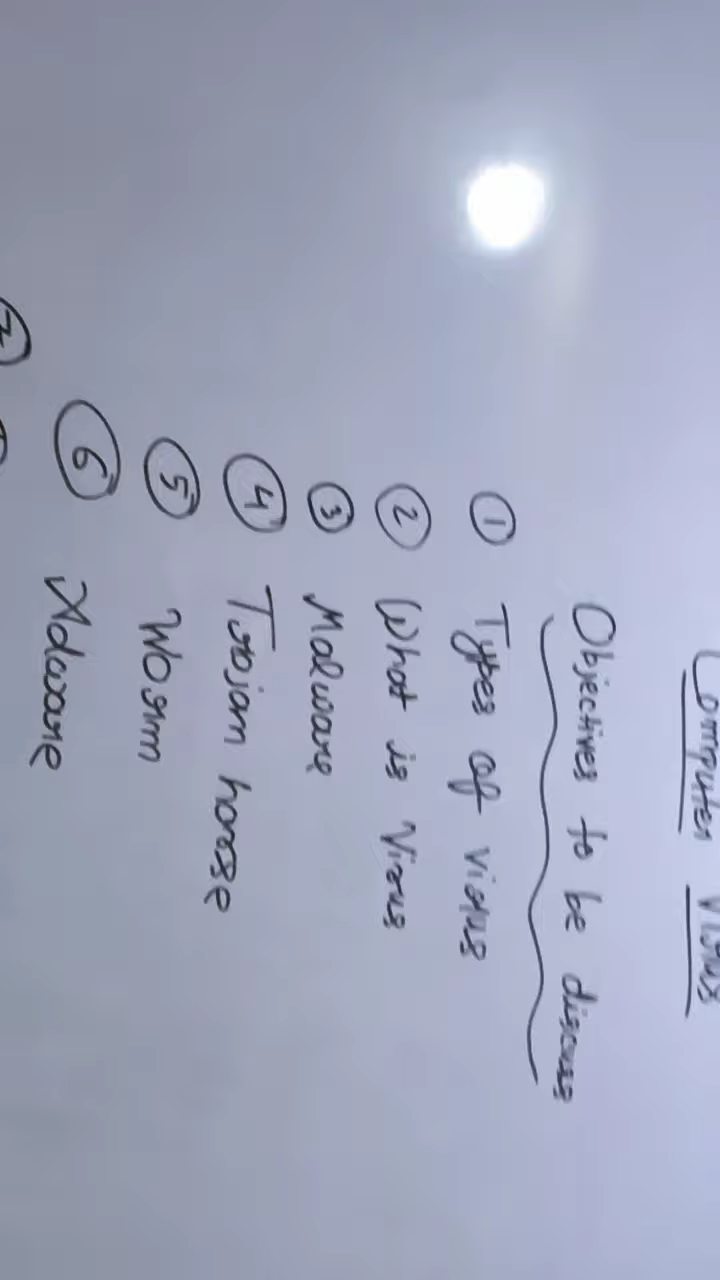 Computer Virus
Objectives to be discuss
① Types of virus
② What is Virus
③ Malware
④ Trojan horse
⑤ Worm
⑥ Adware
⑦